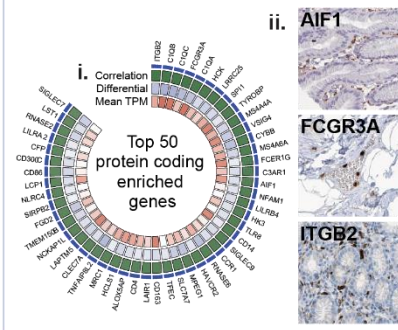 i.
Correlation
Differential
Mean TPM
Top 50
protein coding
enriched
genes
ITGB2
C1QB
C1QC
FCGR3A
C1QA
HCK
LRRC25
SPI1
TYROBP
MS4A4A
VSIG4
CYBB
MS4A6A
FCER1G
C3AR1
AIF1
NFAM1
LILRB4
HK3
TLR8
CD14
SIGLEC9
CCR1
RNASE6
HAVCR2
MPEG1
SLC7A7
TFEC
CD163
LAIR1
CD4
ALOX5AP
HCLS1
MRC1
TNFAIP8L2
CLEC7A
LAPTM5
NCKAP1L
TMEM150B
FGD2
SIRPB2
NLRC4
LCP1
CD86
CD300C
CFP
LILRA2
RNASE2
LST1
SIGLEC7
ii.
AIF1
FCGR3A
ITGB2